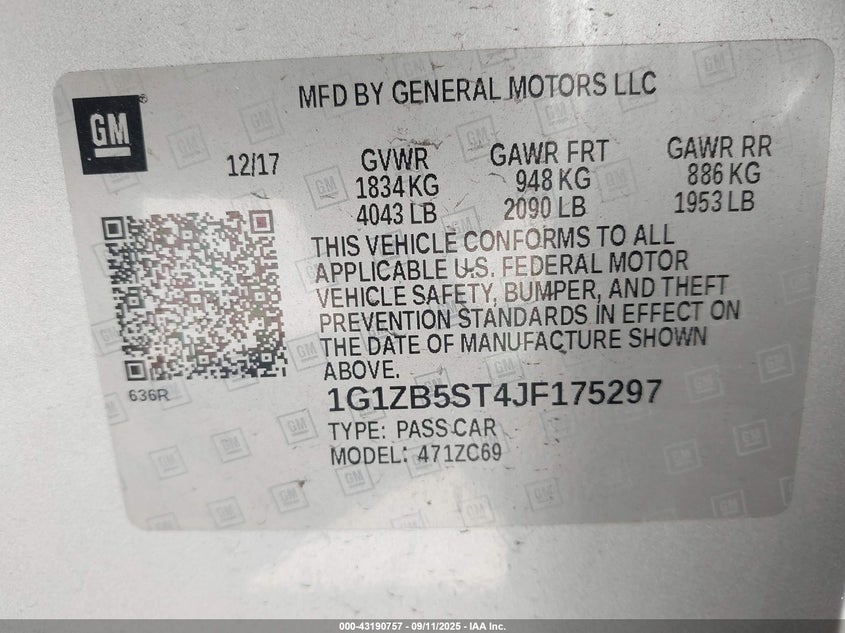 MFD BY GENERAL MOTORS LLC
GM
12/17
GVWR
1834 KG
4043 LB
GAWR FRT
948 KG
2090 LB
GAWR RR
886 KG
1953 LB
THIS VEHICLE CONFORMS TO ALL
APPLICABLE U.S. FEDERAL MOTOR
VEHICLE SAFETY, BUMPER, AND THEFT
PREVENTION STANDARDS IN EFFECT ON
THE DATE OF MANUFACTURE SHOWN
ABOVE.
636R
1G1ZB5ST4JF175297
TYPE: PASS CAR
MODEL: 471ZC69
000-43190757 - 09/11/2025 - IAA Inc.